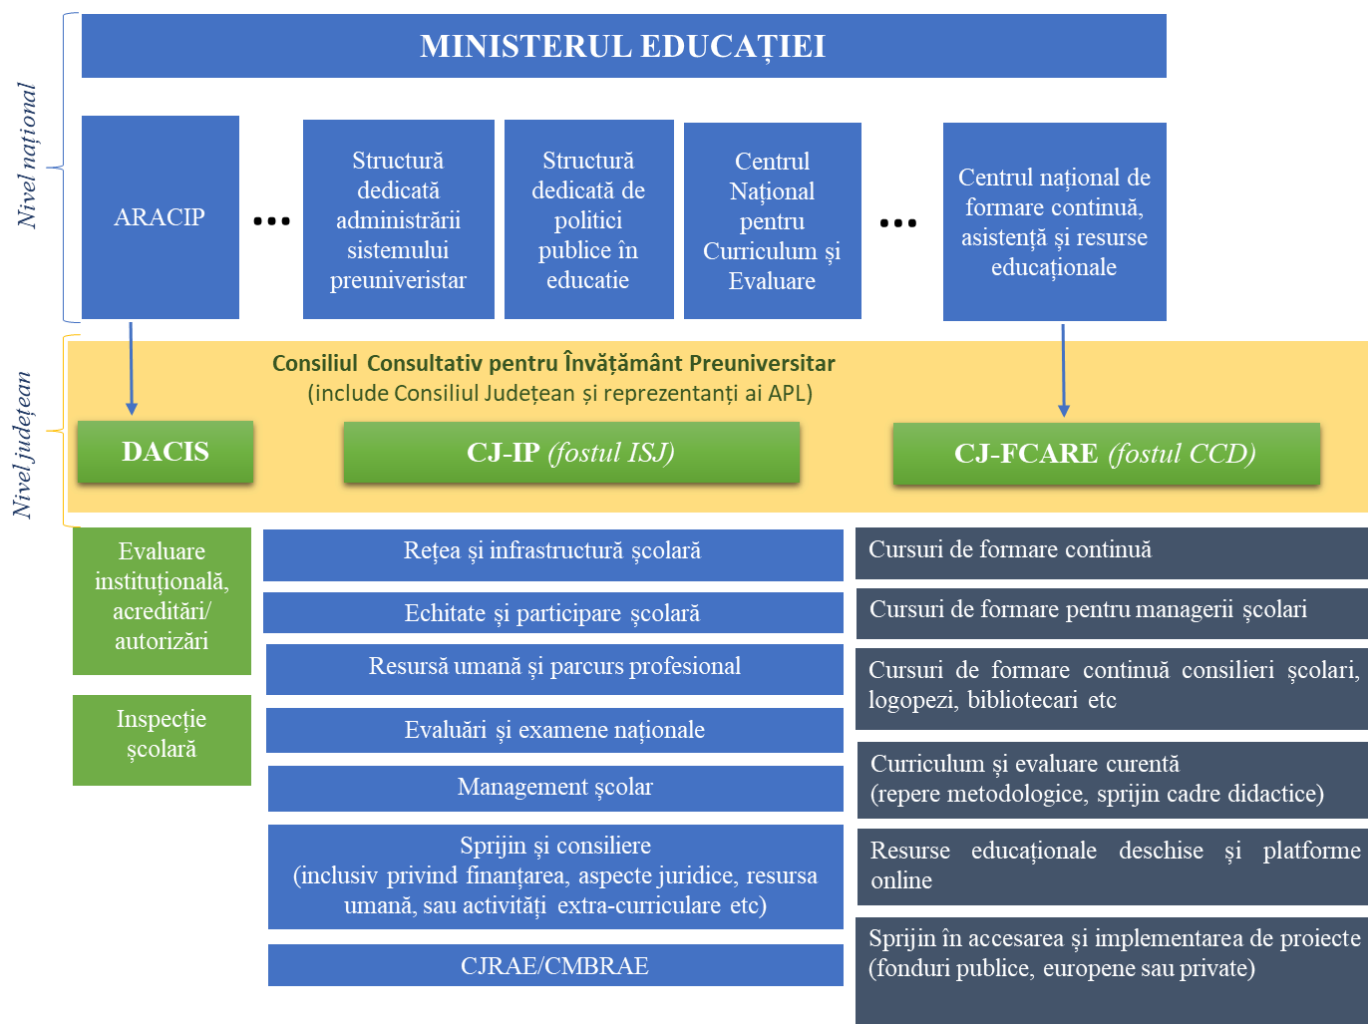 MINISTERUL EDUCAȚIEI
Nivel național
ARACIP
...
Structură
dedicată
administrării
sistemului
preuniveristar
Structură
dedicată de
politici
publice în
educatie
Centrul
Național
pentru
Curriculum și
Evaluare
...
Centrul național de
formare continuă,
asistență și resurse
educaționale
Nivel județean
Consiliul Consultativ pentru Învățământ Preuniversitar
(include Consiliul Județean și reprezentanți ai APL)
DACIS
CJ-IP (fostul ISJ)
CJ-FCARE (fostul CCD)
Evaluare
instituțională,
acreditări/
autorizări
Inspecție
școlară
Rețea și infrastructură școlară
Echitate și participare școlară
Resursă umană și parcurs profesional
Evaluări și examene naționale
Management școlar
Sprijin și consiliere
(inclusiv privind finanțarea, aspecte juridice, resursa
umană, sau activități extra-curriculare etc)
CJRAE/CMBRAE
Cursuri de formare continuă
Cursuri de formare pentru managerii școlari
Cursuri de formare continuă consilieri școlari,
logopezi, bibliotecari etc
Curriculum și evaluare curentă
(repere metodologice, sprijin cadre didactice)
Resurse educaționale deschise și platforme
online
Sprijin în accesarea și implementarea de proiecte
(fonduri publice, europene sau private)